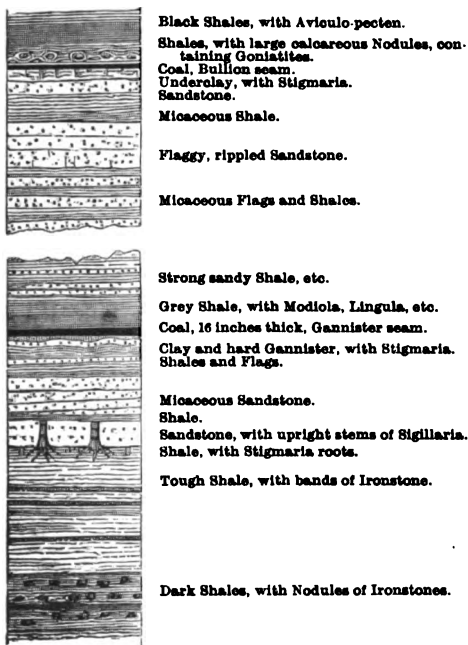 Black Shales, with Aviculo-pecten.
Shales, with large calcareous Nodules, con-
taining Goniatites.
Coal, Bullion seam.
Underclay, with Stigmaria.
Sandstone.
Micaceous Shale.
Flaggy, rippled Sandstone.
Micaceous Flags and Shales.
Strong sandy Shale, etc.
Grey Shale, with Modiola, Lingula, etc.
Coal, 16 inches thick, Gannister seam.
Clay and hard Gannister, with Stigmaria.
Shales and Flags.
Micaceous Sandstone.
Shale.
Sandstone, with upright stems of Sigillaria.
Shale, with Stigmaria roots.
Tough Shale, with bands of Ironstone.
Dark Shales, with Nodules of Ironstones.